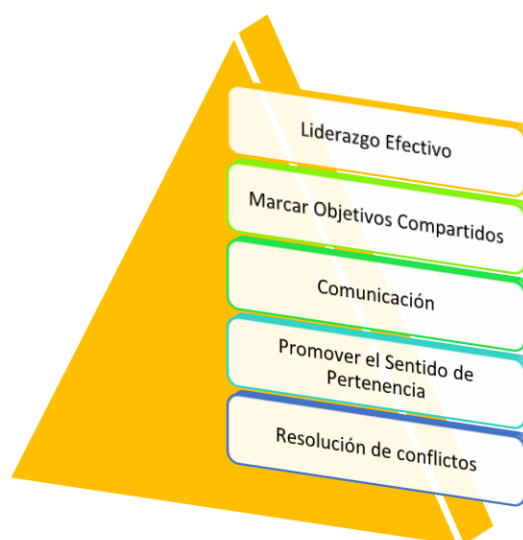 Liderazgo Efectivo
Marcar Objetivos Compartidos
Comunicación
Promover el Sentido de
Pertenencia
Resolución de conflictos